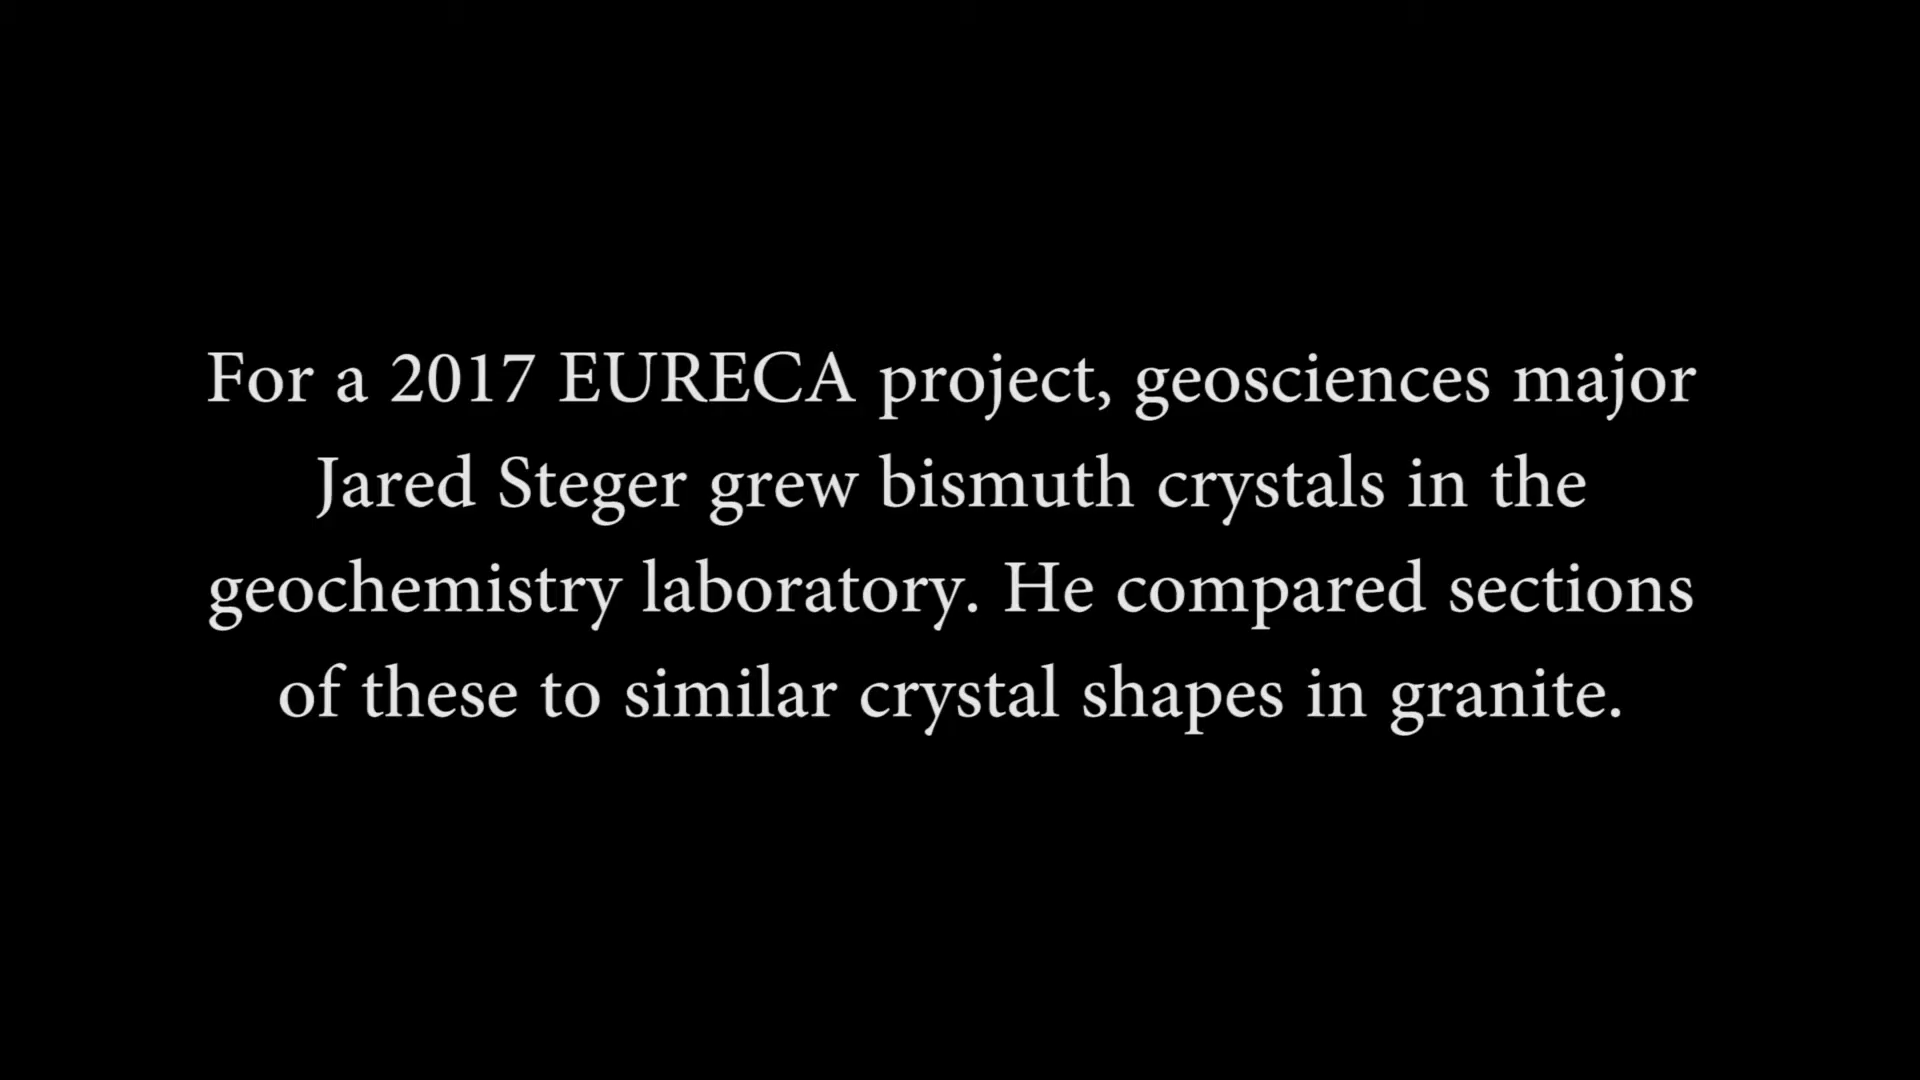 For a 2017 EURECA project, geosciences major
Jared Steger grew bismuth crystals in the
geochemistry laboratory. He compared sections
of these to similar crystal shapes in granite.